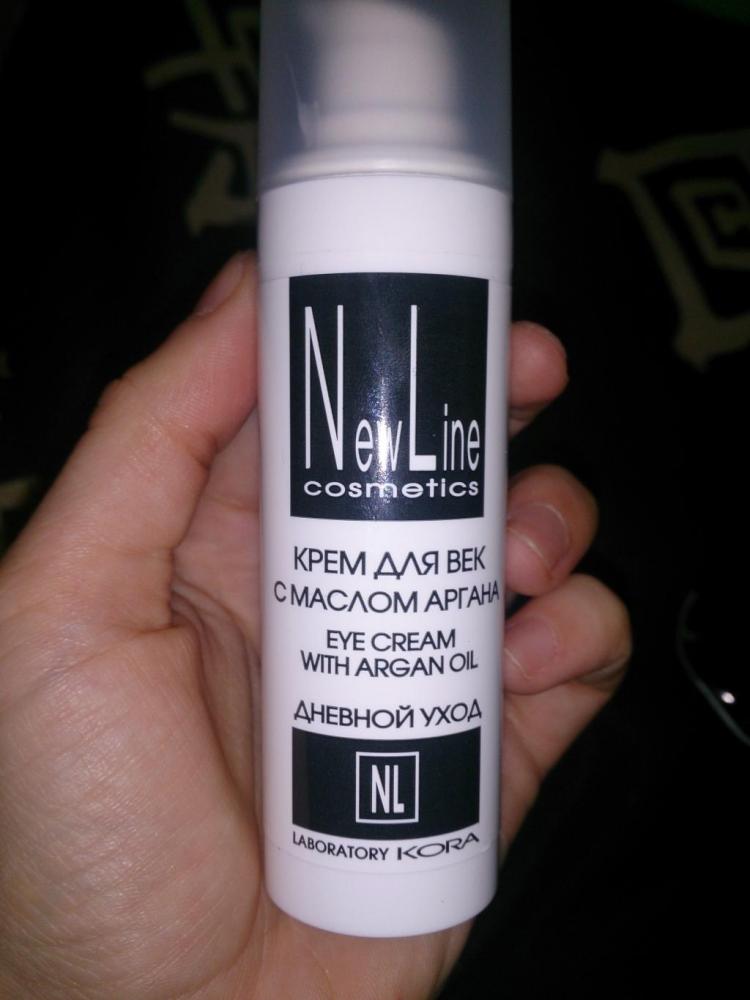 NewLine
cosmetics
КРЕМ ДЛЯ ВЕК
С МАСЛОМ АРГАНА
EYE CREAM
WITH ARGAN OIL
ДНЕВНОЙ УХОД
NL
LABORATORY KORA